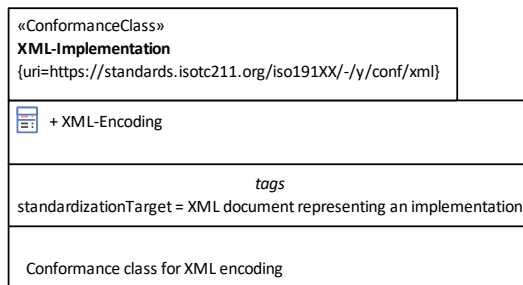 «ConformanceClass»
XML-Implementation
{uri=https://standards.isotc211.org/iso191XX/-/y/conf/xml}
+ XML-Encoding
tags
standardizationTarget = XML document representing an implementation
Conformance class for XML encoding